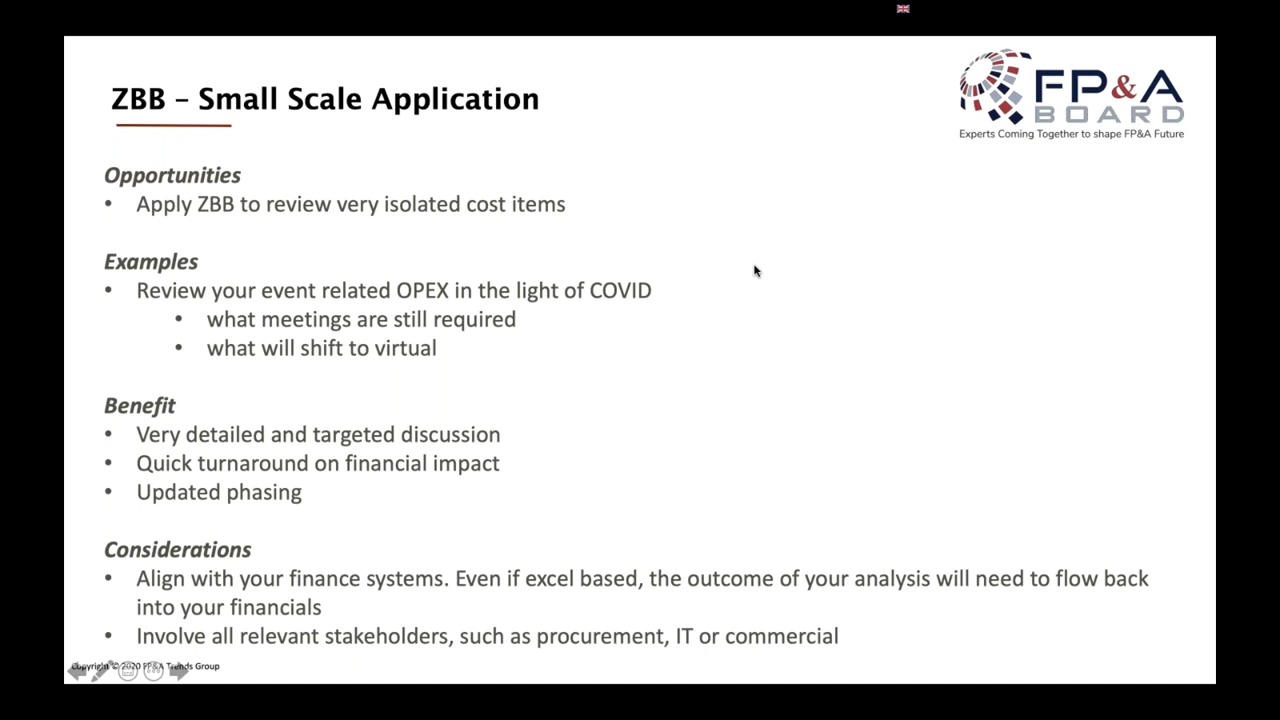 ZBB – Small Scale Application
FP&A
BOARD
Experts Coming Together to shape FP&A Future
Opportunities
• Apply ZBB to review very isolated cost items
Examples
• Review your event related OPEX in the light of COVID
• what meetings are still required
• what will shift to virtual
Benefit
• Very detailed and targeted discussion
• Quick turnaround on financial impact
• Updated phasing
Considerations
• Align with your finance systems. Even if excel based, the outcome of your analysis will need to flow back
into your financials
• Involve all relevant stakeholders, such as procurement, IT or commercial
Copyright © 2020 FP&A Trends Group